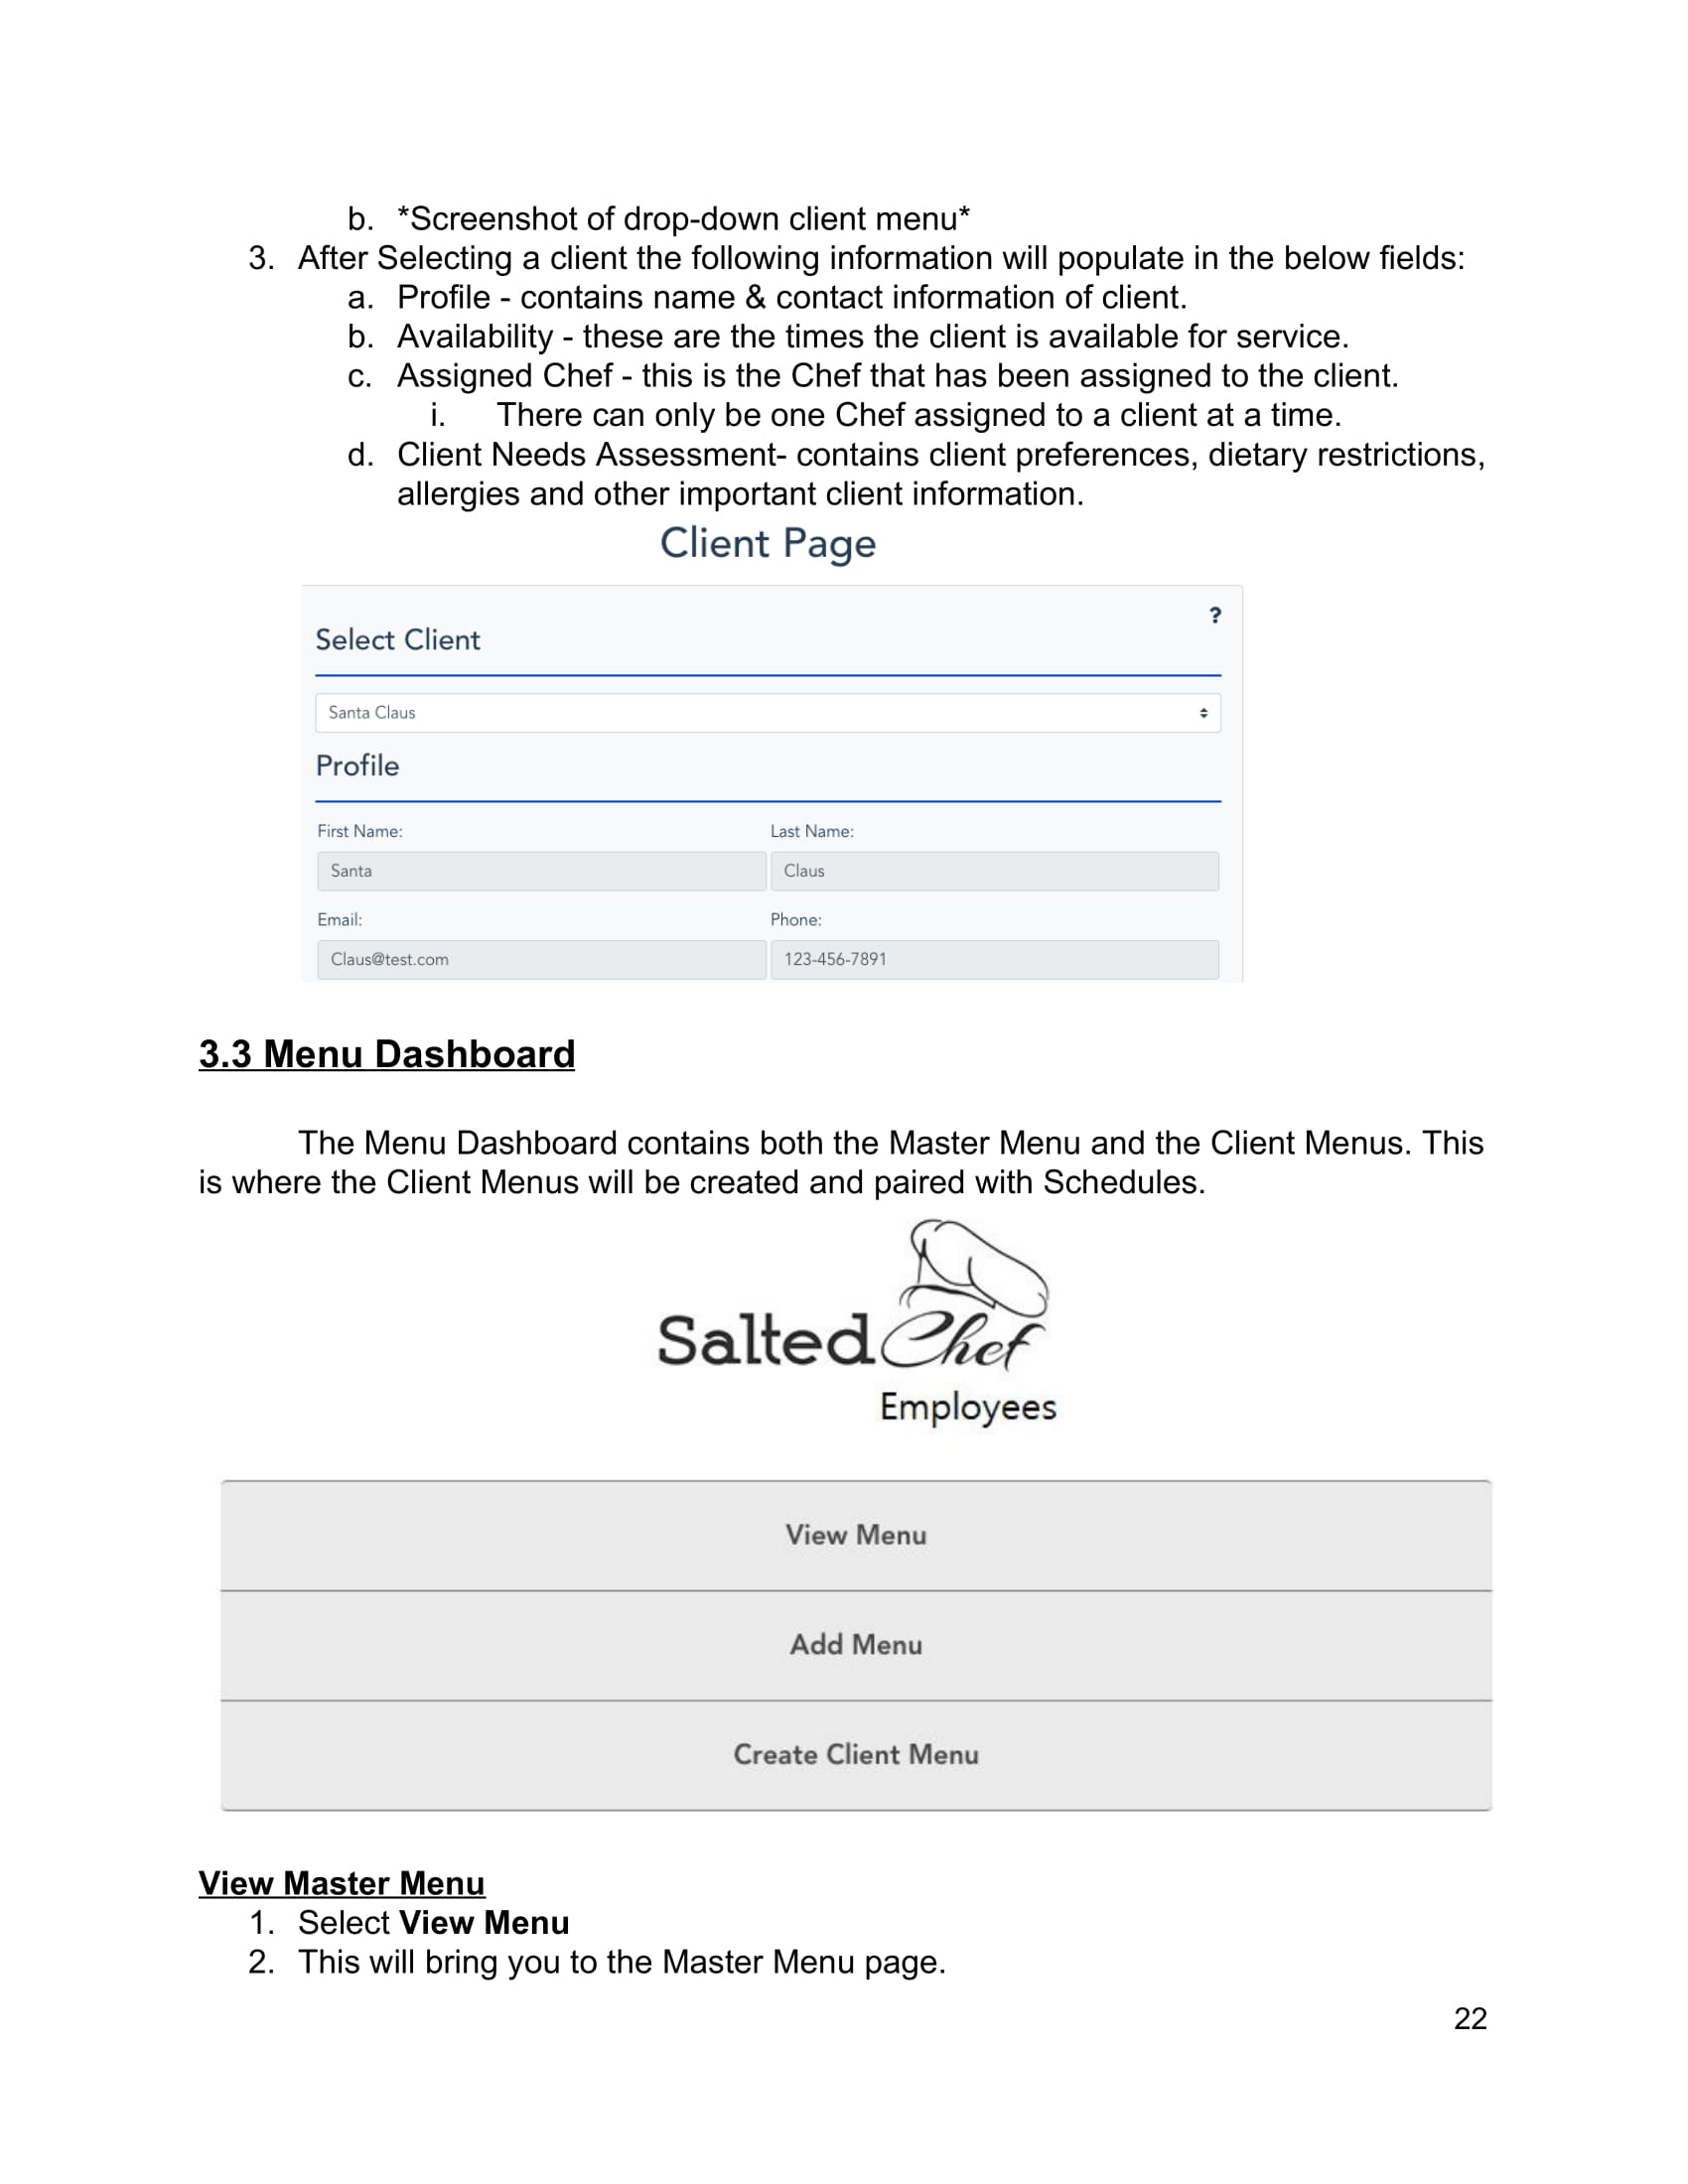 b. *Screenshot of drop-down client menu*
3. After Selecting a client the following information will populate in the below fields:
a. Profile - contains name & contact information of client.
b. Availability - these are the times the client is available for service.
c. Assigned Chef - this is the Chef that has been assigned to the client.
i. There can only be one Chef assigned to a client at a time.
d. Client Needs Assessment- contains client preferences, dietary restrictions,
allergies and other important client information.
Client Page
?
Select Client
Santa Claus
Profile
First Name: Last Name:
Santa Claus
Email: Phone:
Claus@test.com 123-456-7891
3.3 Menu Dashboard
The Menu Dashboard contains both the Master Menu and the Client Menus. This
is where the Client Menus will be created and paired with Schedules.
Salted Chef
Employees
View Menu
Add Menu
Create Client Menu
View Master Menu
1. Select View Menu
2. This will bring you to the Master Menu page.
22